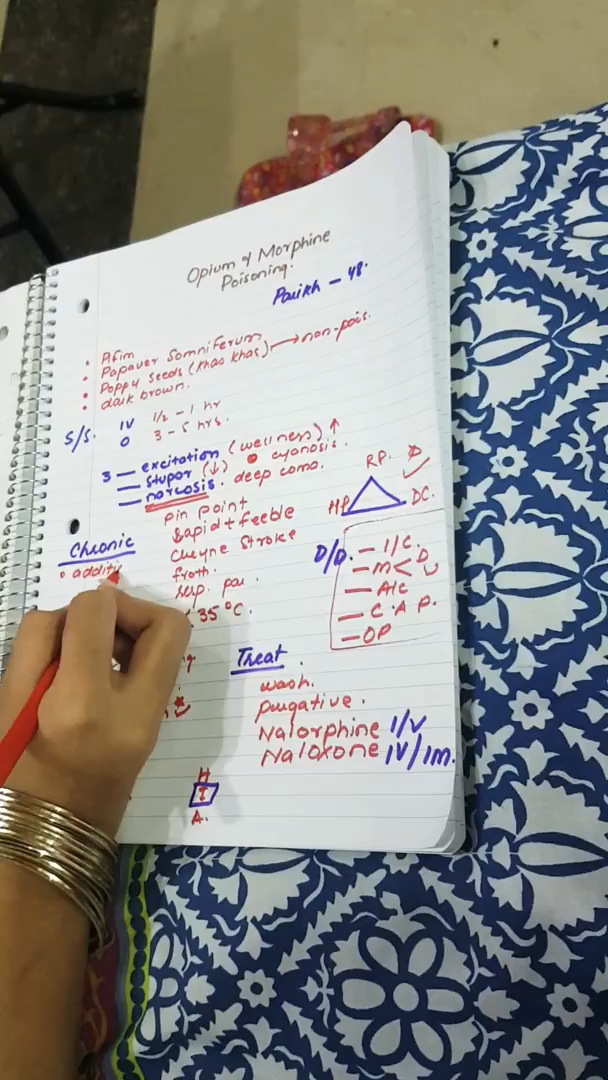 Opium & Morphine
Poisoning.
Parikh - 48.
• Afim
• Papaver Somniferum
• Poppy seeds (khas khas) → non-pois.
• dark brown.
S/S. IV 1/2 - 1 hr
O 3 - 5 hrs.
3 — excitation (wellness) ↑
— stupor (↓) • cyanosis.
— narcosis. deep coma.
pin point
Rapid + feeble
Cheyne Stroke
froth.
resp. par.
35°C.
RP.
HP DC.
D/D. — I/C.
— M < D
U
— A/C
— C.A P.
— OP
Chronic
• additi
Treat
wash.
purgative.
Nalorphine I/V
Naloxone IV/Im.
H
T
A.